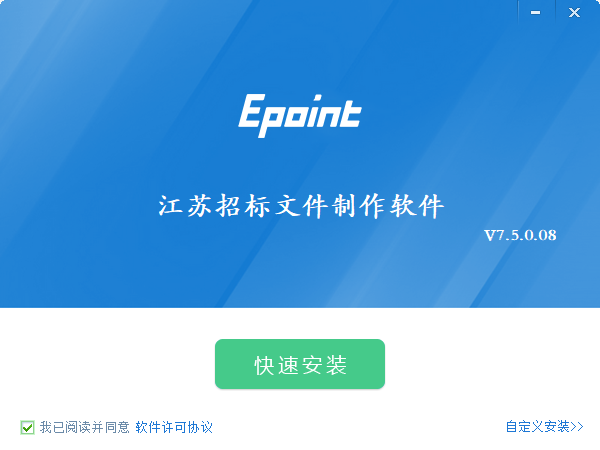 Epoint
江苏招标文件制作软件
V7.5.0.08
快速安装
我已阅读并同意 软件许可协议
自定义安装>>